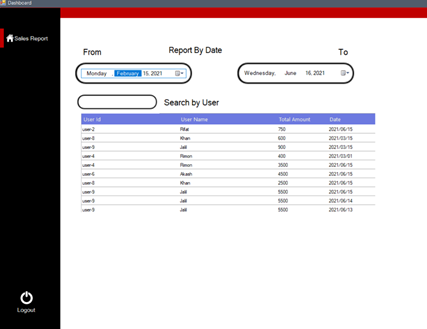 Dashboard
Sales Report
From
Report By Date
To
Monday , February 15, 2021
Wednesday, June 16, 2021
Search by User
User Id User Name Total Amount Date
user-2 Rifat 750 2021/06/15
user-8 Khan 600 2021/03/15
user-9 Jalil 900 2021/03/15
user-4 Rimon 400 2021/03/01
user-4 Rimon 3500 2021/06/15
user-6 Akash 4500 2021/06/15
user-8 Khan 2500 2021/06/15
user-9 Jalil 5500 2021/06/15
user-9 Jalil 5500 2021/06/14
user-9 Jalil 5500 2021/06/13
Logout